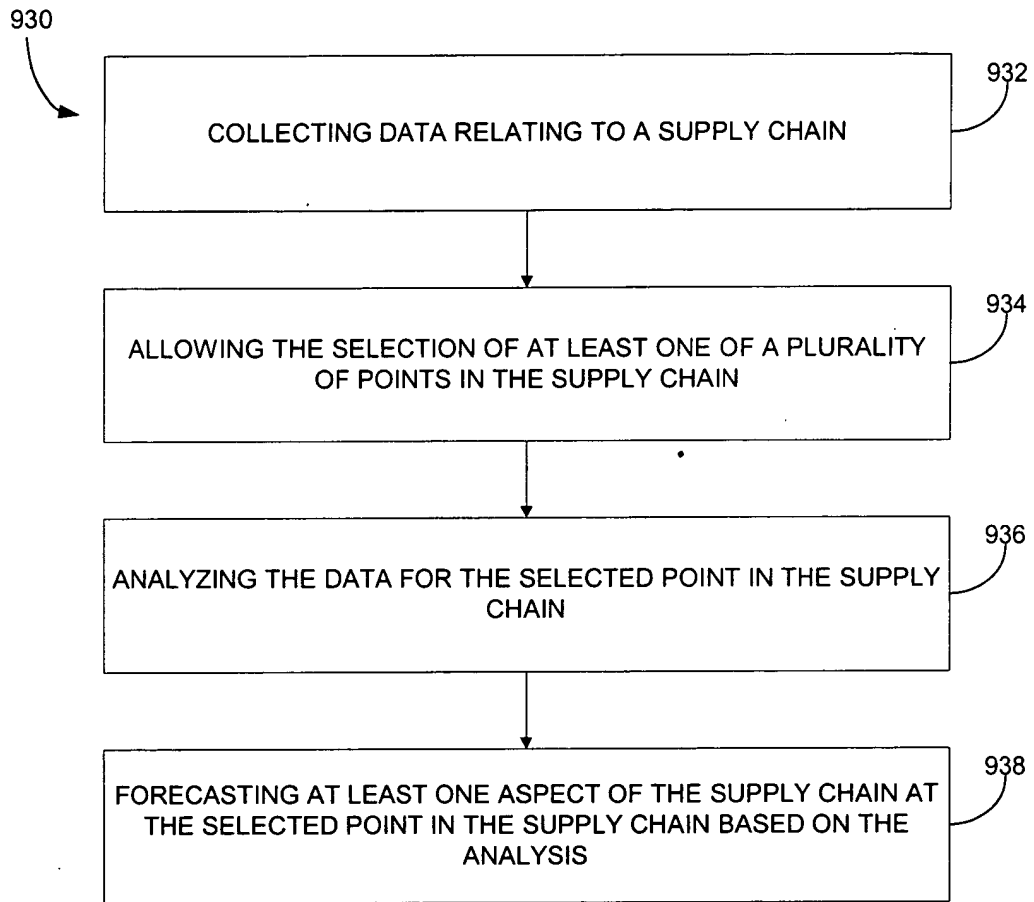 930
932
COLLECTING DATA RELATING TO A SUPPLY CHAIN
934
ALLOWING THE SELECTION OF AT LEAST ONE OF A PLURALITY
OF POINTS IN THE SUPPLY CHAIN
936
ANALYZING THE DATA FOR THE SELECTED POINT IN THE SUPPLY
CHAIN
938
FORECASTING AT LEAST ONE ASPECT OF THE SUPPLY CHAIN AT
THE SELECTED POINT IN THE SUPPLY CHAIN BASED ON THE
ANALYSIS